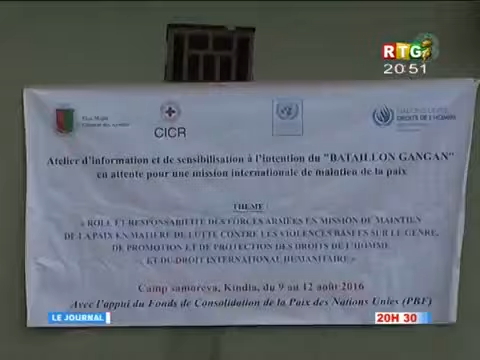 RTG
20:51
CICR
DROITS DE L'HOMME
Atelier d'information et de sensibilisation à l'intention du "BATAILLON GANGAN"
en attente pour une mission internationale de maintien de la paix
THEME
« ROLE ET RESPONSABILITE DES FORCES ARMEES EN MISSION DE MAINTIEN
DE LA PAIX EN MATIERE DE LUTTE CONTRE LES VIOLENCES BASEES SUR LE GENRE,
DE PROMOTION ET DE PROTECTION DES DROITS DE L'HOMME
ET DU DROIT INTERNATIONAL HUMANITAIRE »
Camp samoreya, Kindia, du 9 au 12 août 2016
Avec l'appui du Fonds de Consolidation de la Paix des Nations Unies (PBF)
LE JOURNAL
20H 30